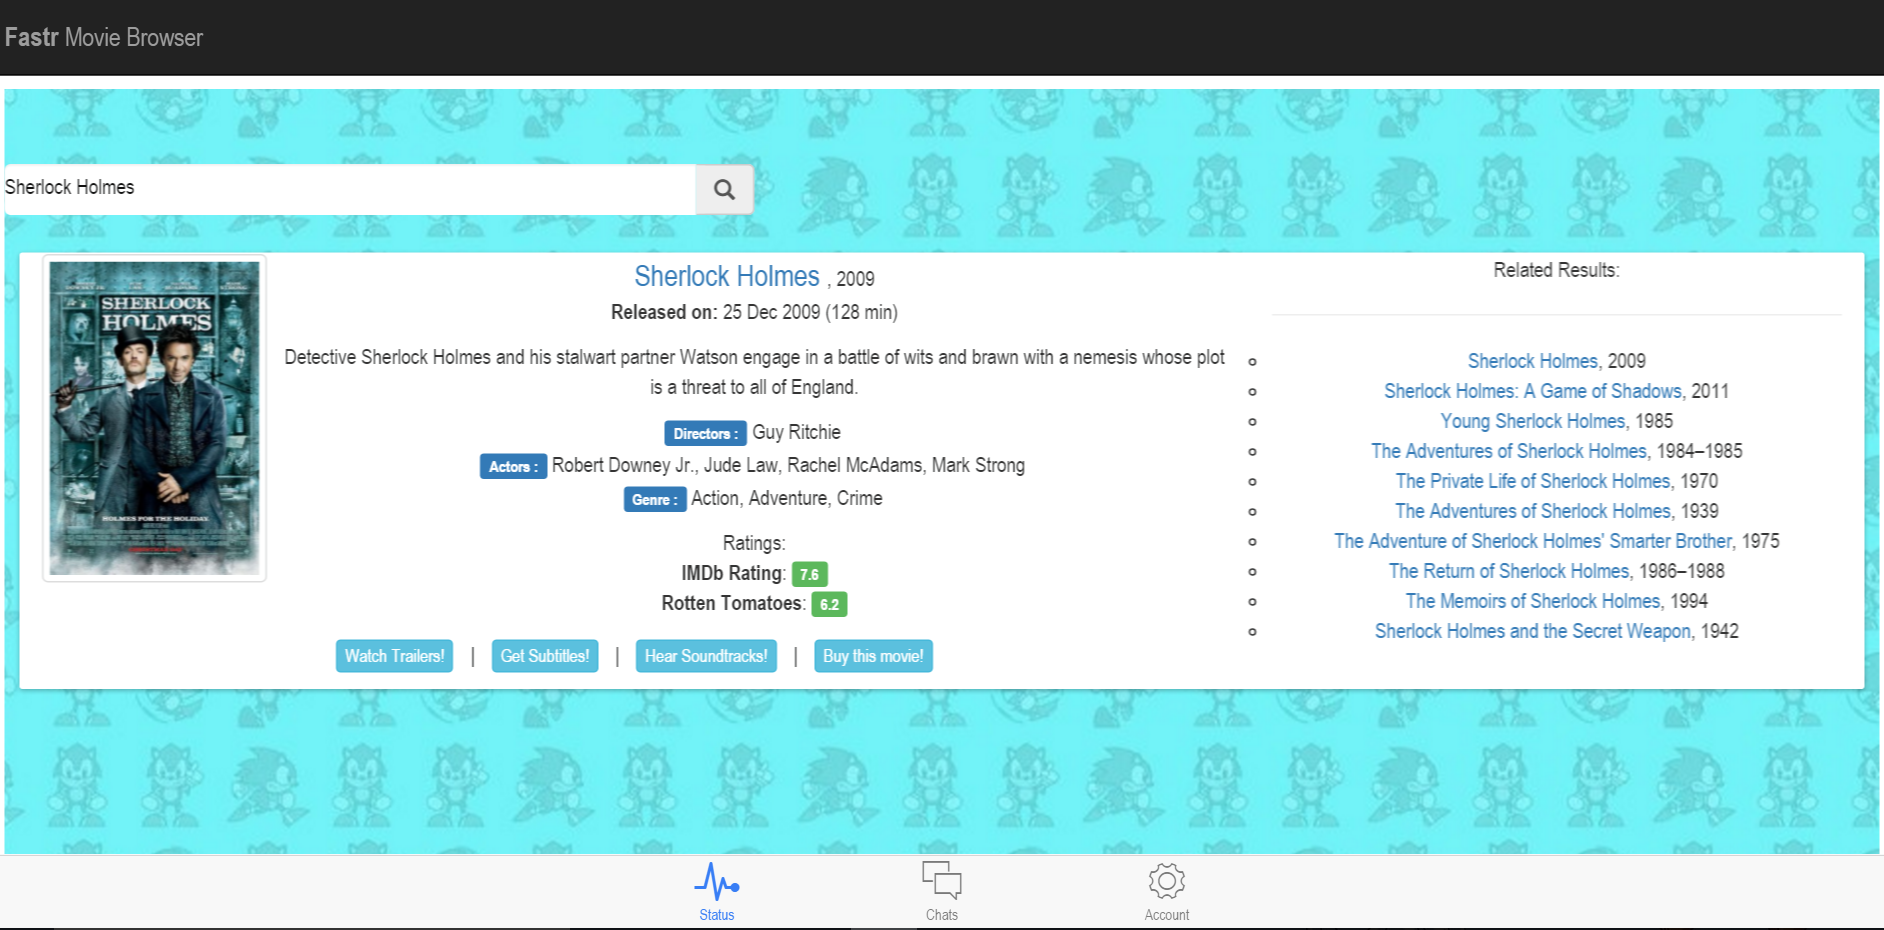 Fastr Movie Browser
Sherlock Holmes
SHERLOCK
HOLMES
HOLMES FOR THE HOLIDAY
Sherlock Holmes , 2009
Released on: 25 Dec 2009 (128 min)
Detective Sherlock Holmes and his stalwart partner Watson engage in a battle of wits and brawn with a nemesis whose plot
is a threat to all of England.
Directors : Guy Ritchie
Actors : Robert Downey Jr., Jude Law, Rachel McAdams, Mark Strong
Genre : Action, Adventure, Crime
Ratings:
IMDb Rating: 7.6
Rotten Tomatoes: 6.2
Watch Trailers! | Get Subtitles! | Hear Soundtracks! | Buy this movie!
Related Results:
Sherlock Holmes, 2009
Sherlock Holmes: A Game of Shadows, 2011
Young Sherlock Holmes, 1985
The Adventures of Sherlock Holmes, 1984–1985
The Private Life of Sherlock Holmes, 1970
The Adventures of Sherlock Holmes, 1939
The Adventure of Sherlock Holmes' Smarter Brother, 1975
The Return of Sherlock Holmes, 1986–1988
The Memoirs of Sherlock Holmes, 1994
Sherlock Holmes and the Secret Weapon, 1942
Status
Chats
Account